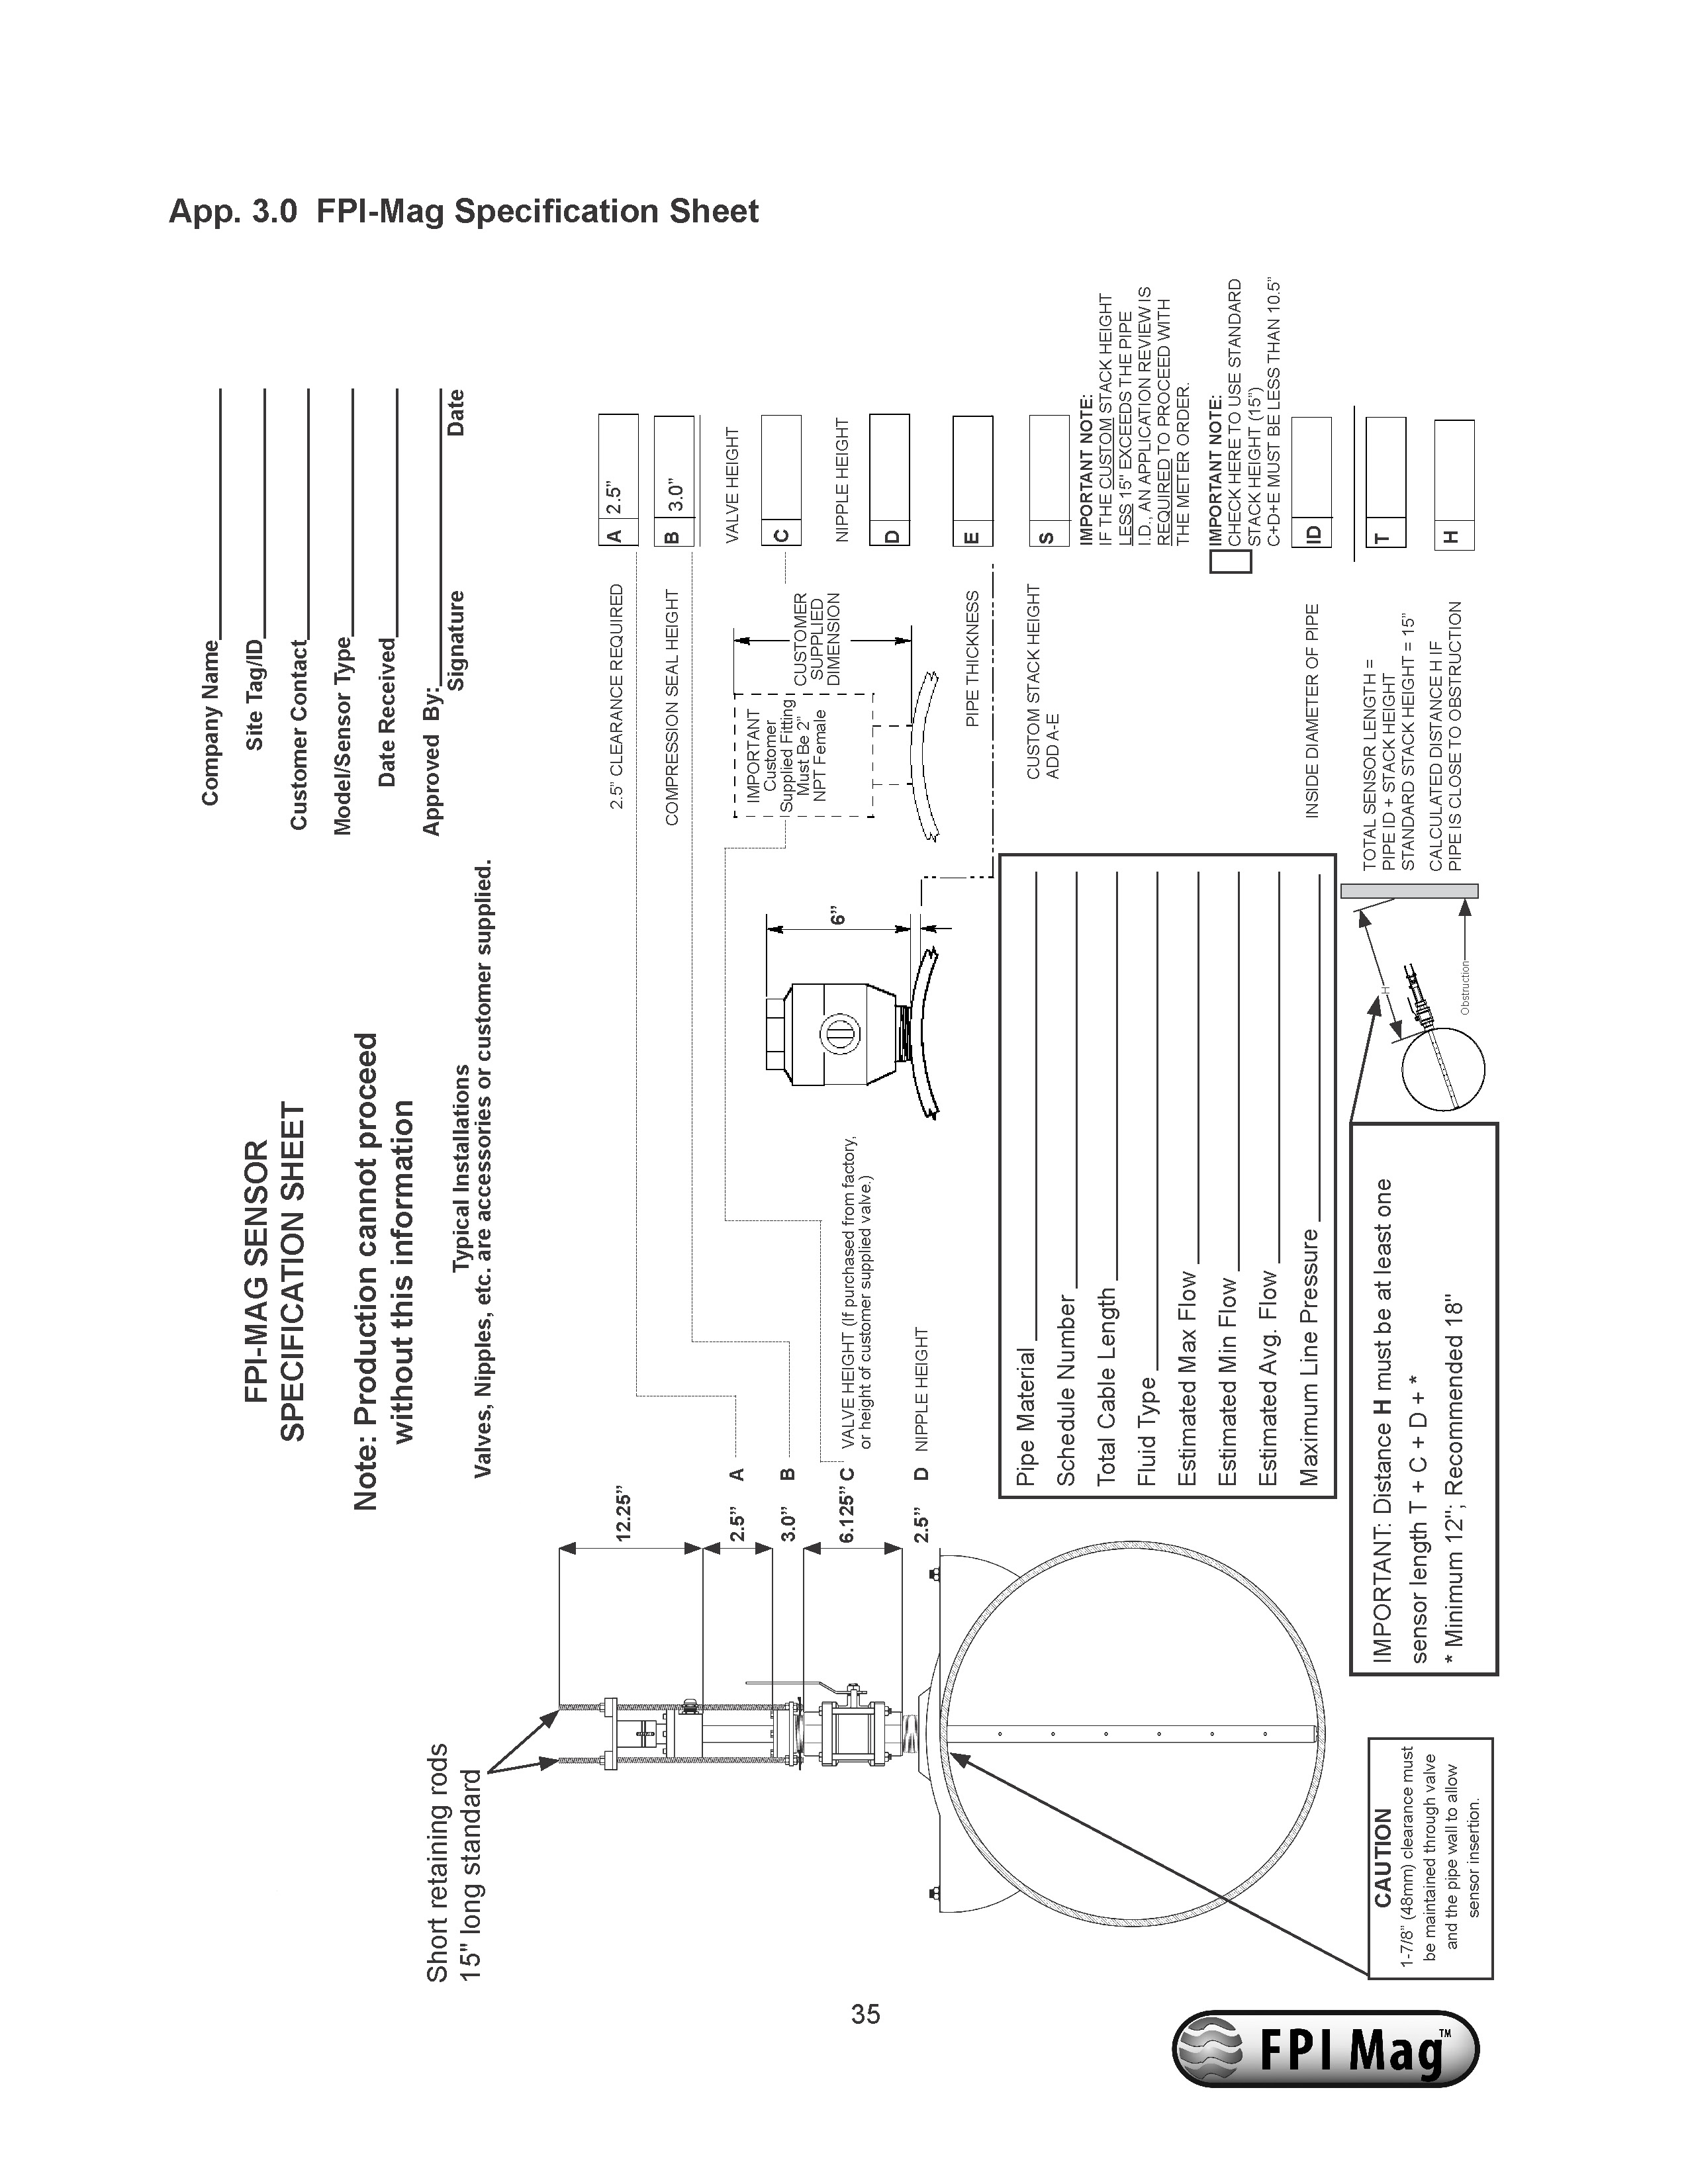 App. 3.0  FPI-Mag Specification Sheet
FPI-MAG SENSOR
SPECIFICATION SHEET
Note: Production cannot proceed
without this information
Company Name
Site Tag/ID
Customer Contact
Model/Sensor Type
Date Received
Approved By:
Signature
Date
Typical Installations
Valves, Nipples, etc. are accessories or customer supplied.
Short retaining rods
15" long standard
12.25”
2.5” A
3.0” B
6.125” C
VALVE HEIGHT (If purchased from factory,
or height of customer supplied valve.)
2.5” D NIPPLE HEIGHT
6”
2.5” CLEARANCE REQUIRED
A 2.5”
COMPRESSION SEAL HEIGHT
B 3.0”
IMPORTANT
Customer
Supplied Fitting
Must Be 2”
NPT Female
CUSTOMER
SUPPLIED
DIMENSION
VALVE HEIGHT
C
NIPPLE HEIGHT
D
PIPE THICKNESS
E
CUSTOM STACK HEIGHT
ADD A-E
S
IMPORTANT NOTE:
IF THE CUSTOM STACK HEIGHT
LESS 15" EXCEEDS THE PIPE
I.D., AN APPLICATION REVIEW IS
REQUIRED TO PROCEED WITH
THE METER ORDER.
IMPORTANT NOTE:
CHECK HERE TO USE STANDARD
STACK HEIGHT (15”)
C+D+E MUST BE LESS THAN 10.5”
INSIDE DIAMETER OF PIPE
ID
TOTAL SENSOR LENGTH =
PIPE ID + STACK HEIGHT
STANDARD STACK HEIGHT = 15”
T
CALCULATED DISTANCE H IF
PIPE IS CLOSE TO OBSTRUCTION
H
Pipe Material
Schedule Number
Total Cable Length
Fluid Type
Estimated Max Flow
Estimated Min Flow
Estimated Avg. Flow
Maximum Line Pressure
H
Obstruction
IMPORTANT: Distance H must be at least one
sensor length T + C + D + *
* Minimum 12"; Recommended 18"
CAUTION
1-7/8” (48mm) clearance must
be maintained through valve
and the pipe wall to allow
sensor insertion.
35
FPI Mag™